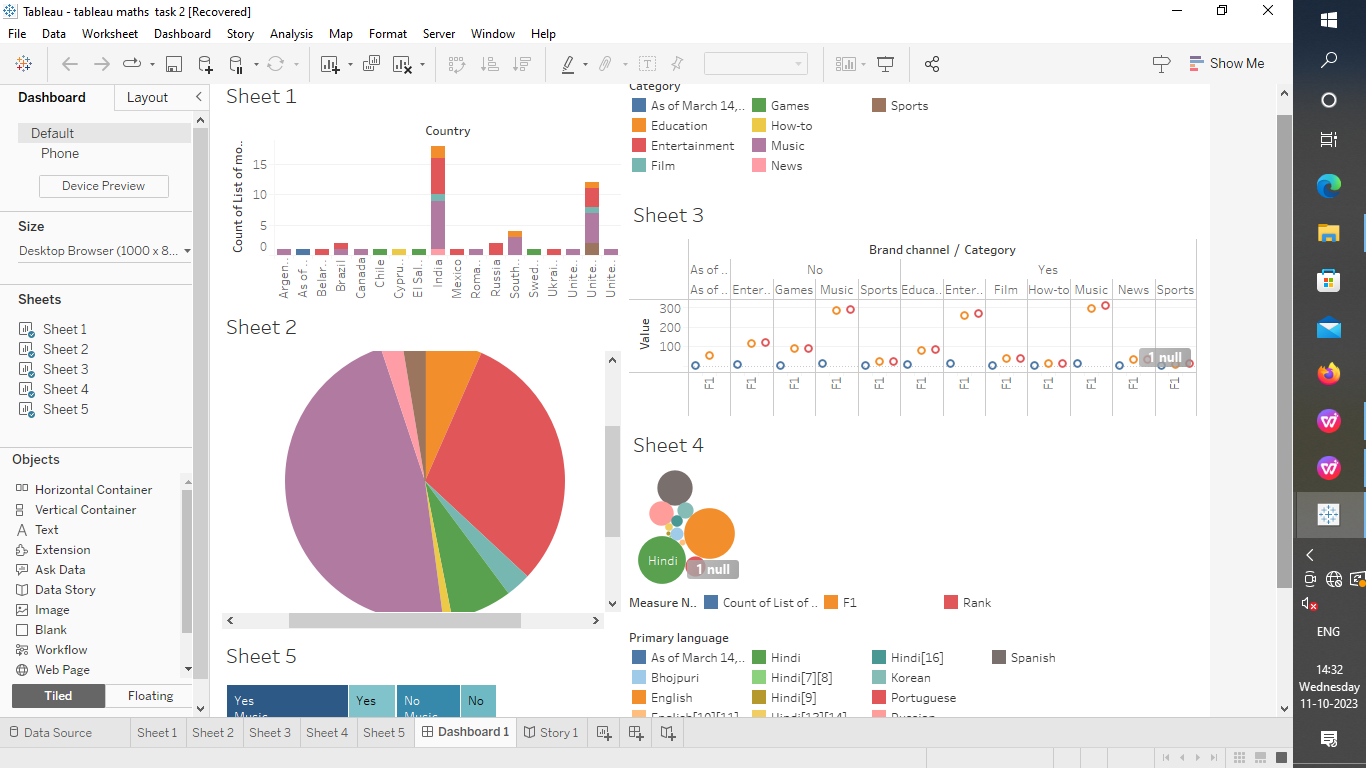 Tableau - tableau maths task 2 [Recovered]
File Data Worksheet Dashboard Story Analysis Map Format Server Window Help
Show Me
Dashboard Layout
Default
Phone
Device Preview
Size
Desktop Browser (1000 x 8...
Sheets
Sheet 1
Sheet 2
Sheet 3
Sheet 4
Sheet 5
Objects
Horizontal Container
Vertical Container
Text
Extension
Ask Data
Data Story
Image
Blank
Workflow
Web Page
Tiled Floating
Sheet 1
Country
Count of List of mo..
15
10
5
0
Argen..
As of ..
Belar..
Brazil
Canada
Chile
Cypru..
El Sal..
India
Mexico
Roma..
Russia
South..
Swed..
Ukrai..
Unite..
Unite..
Unite..
Sheet 2
Sheet 5
Yes
Music
Yes
No
Music
No
Category
As of March 14,.. Games Sports
Education How-to
Entertainment Music
Film News
Sheet 3
Brand channel / Category
As of .. No Yes
As of .. Enter.. Games Music Sports Educa.. Enter.. Film How-to Music News Sports
Value
300
200
100
1 null
F1 F1 F1 F1 F1 F1 F1 F1 F1 F1 F1 F1
Sheet 4
Hindi
1 null
Measure N.. Count of List of .. F1 Rank
Primary language
As of March 14,.. Hindi Hindi[16] Spanish
Bhojpuri Hindi[7][8] Korean
English Hindi[9] Portuguese
English[10][11] Hindi[13][14] Russian
Data Source Sheet 1 Sheet 2 Sheet 3 Sheet 4 Sheet 5 Dashboard 1 Story 1
ENG
14:32
Wednesday
11-10-2023